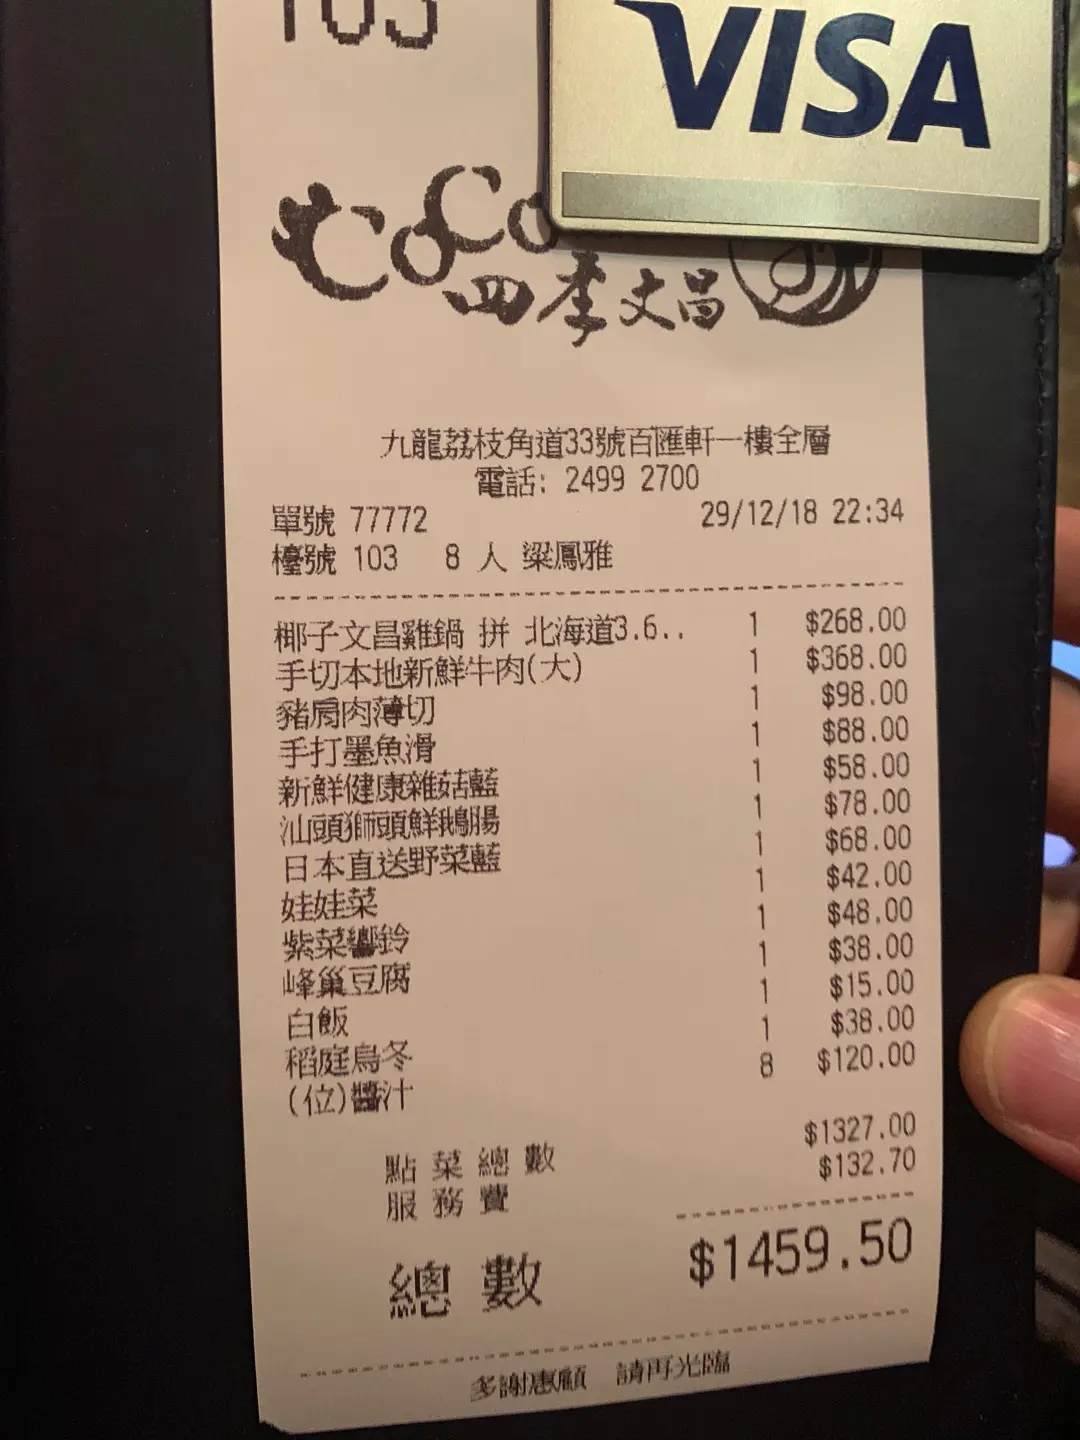 103
VISA
CoCo
四季文昌
九龍荔枝角道33號百匯軒一樓全層
電話: 2499 2700
單號 77772 29/12/18 22:34
檯號 103 8 人 梁鳳雅
椰子文昌雞鍋 拼 北海道3.6.. 1 $268.00
手切本地新鮮牛肉(大) 1 $368.00
豬肩肉薄切 1 $98.00
手打墨魚滑 1 $88.00
新鮮健康雜菇藍 1 $58.00
汕頭獅頭鮮鵝腸 1 $78.00
日本直送野菜藍 1 $68.00
娃娃菜 1 $42.00
紫菜響鈴 1 $48.00
峰巢豆腐 1 $38.00
白飯 1 $15.00
稻庭烏冬 1 $38.00
(位)醬汁 8 $120.00
點菜總數 $1327.00
服務費 $132.70
總數 $1459.50
多謝惠顧 請再光臨